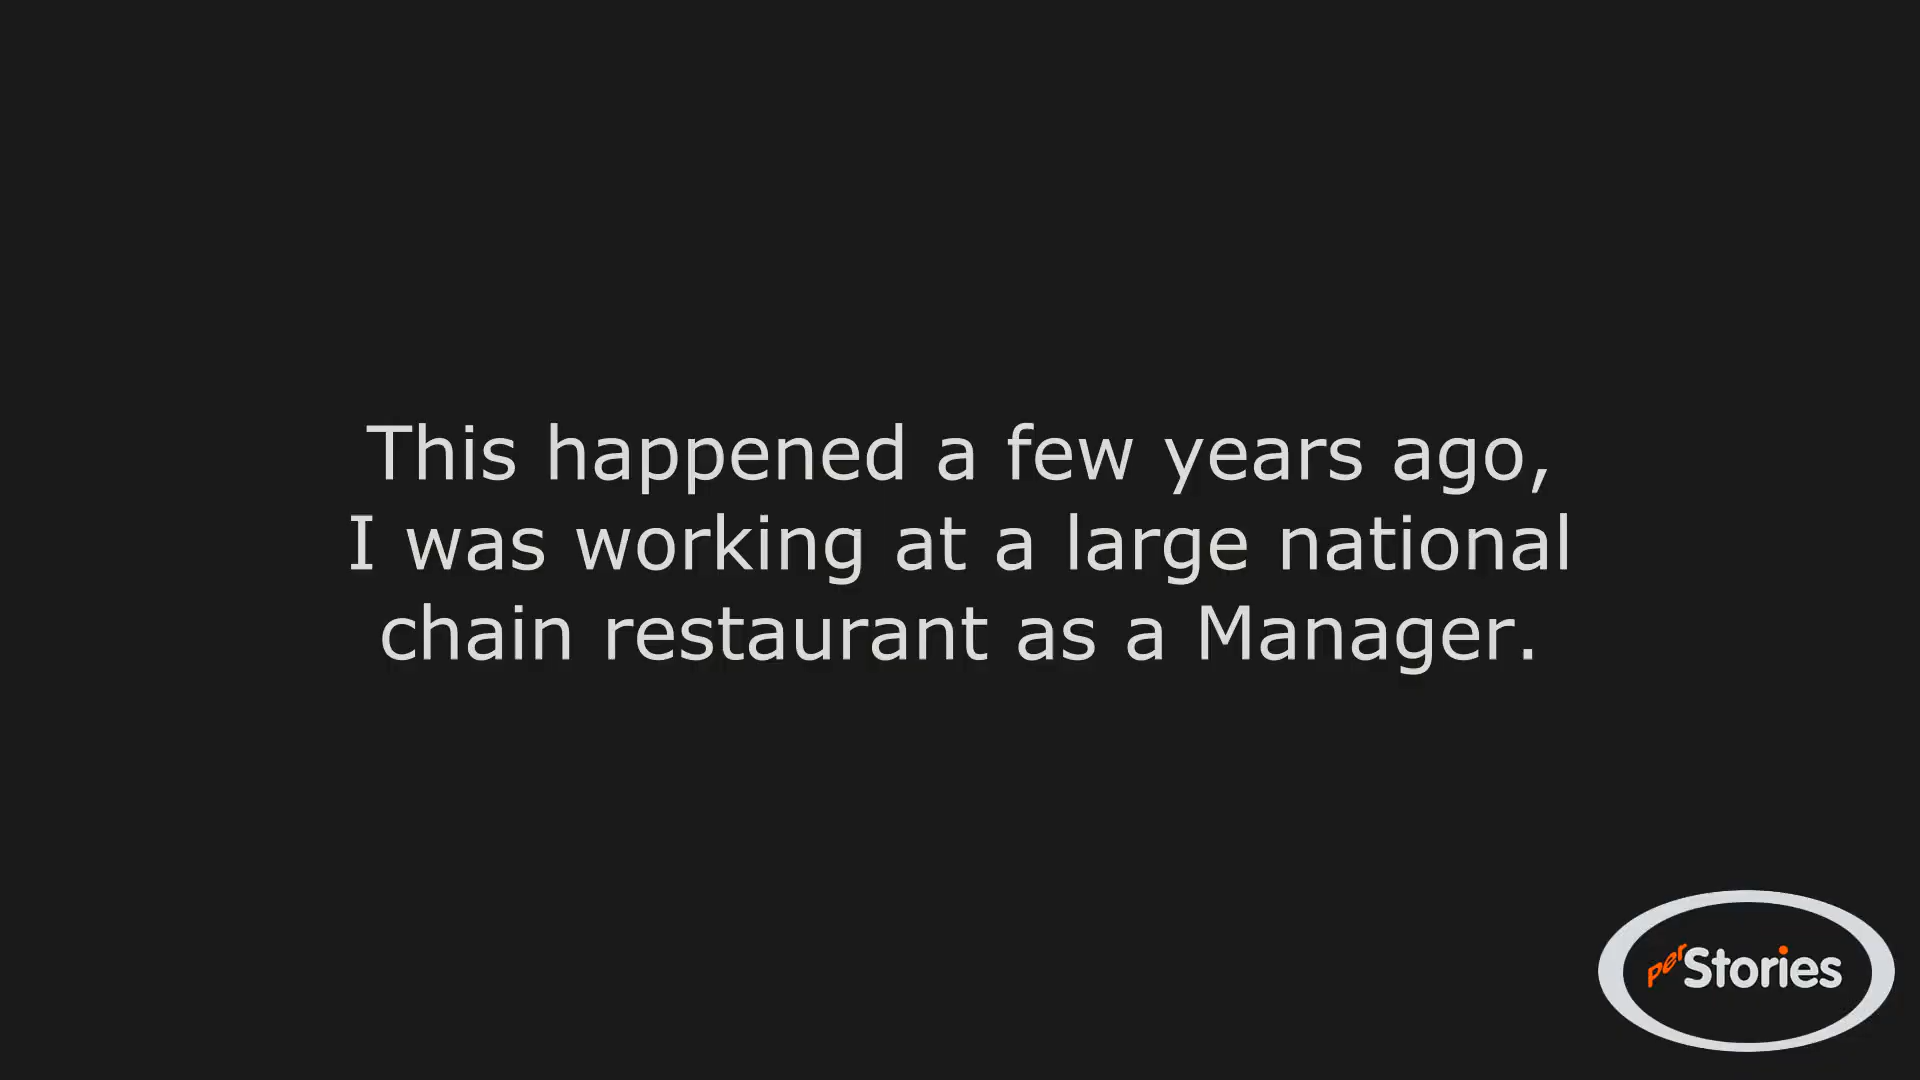 This happened a few years ago,
I was working at a large national
chain restaurant as a Manager.
perStories